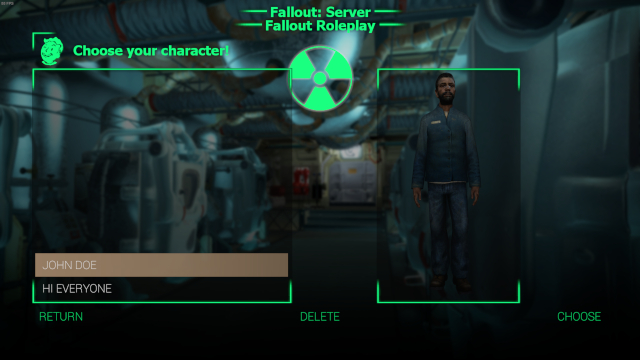 Fallout: Server
Fallout Roleplay
Choose your character!
JOHN DOE
HI EVERYONE
RETURN
DELETE
CHOOSE